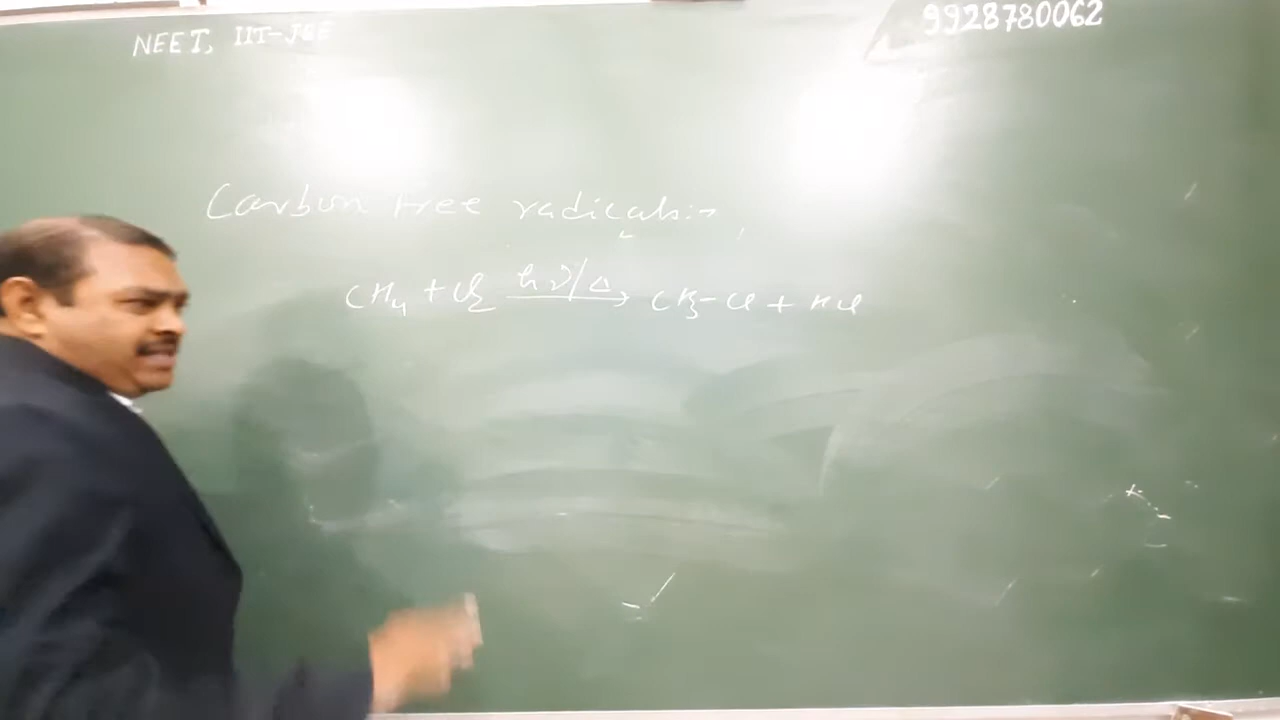 NEET, IIT-JEE
9928780062
Carbon free radicals:-
CH₄ + Cl₂ hν/Δ → CH₃-Cl + HCl